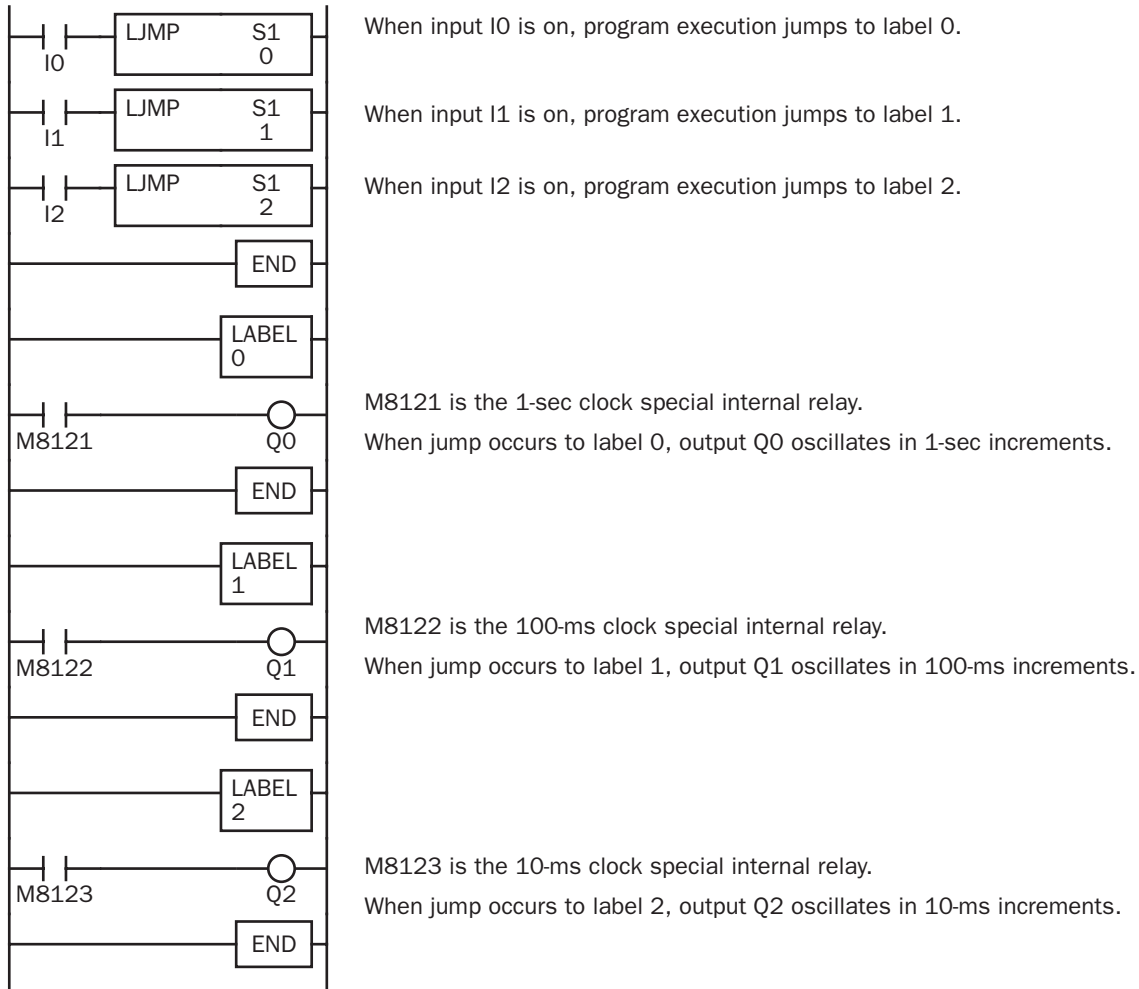 LJMP S1
0
I0
When input I0 is on, program execution jumps to label 0.
LJMP S1
1
I1
When input I1 is on, program execution jumps to label 1.
LJMP S1
2
I2
When input I2 is on, program execution jumps to label 2.
END
LABEL
0
M8121 Q0
M8121 is the 1-sec clock special internal relay.
When jump occurs to label 0, output Q0 oscillates in 1-sec increments.
END
LABEL
1
M8122 Q1
M8122 is the 100-ms clock special internal relay.
When jump occurs to label 1, output Q1 oscillates in 100-ms increments.
END
LABEL
2
M8123 Q2
M8123 is the 10-ms clock special internal relay.
When jump occurs to label 2, output Q2 oscillates in 10-ms increments.
END